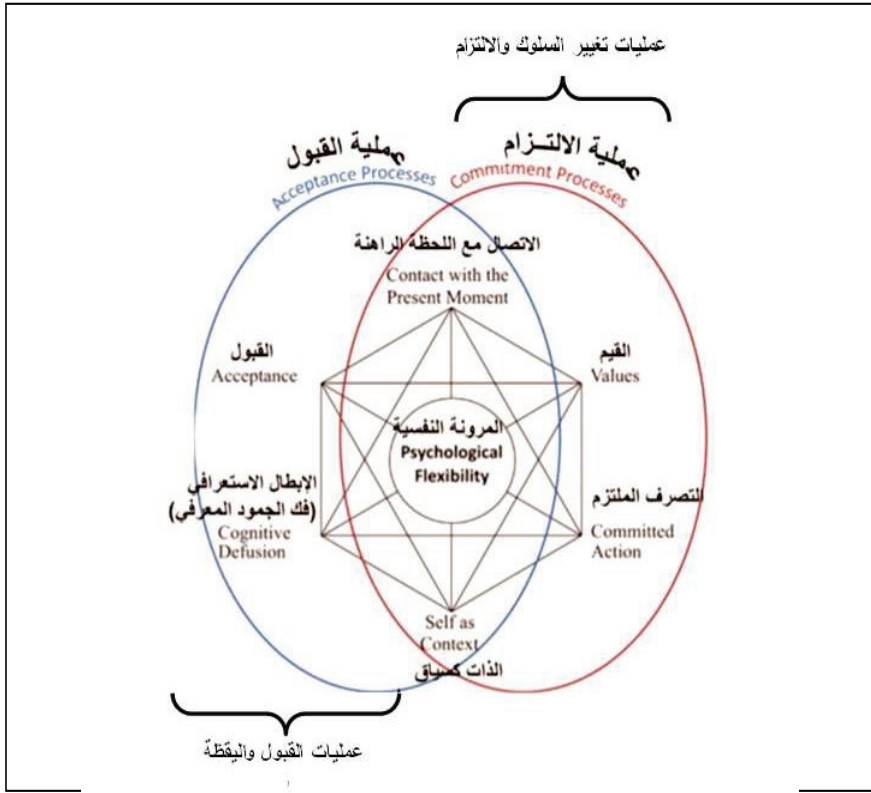 عمليات تغيير السلوك والالتزام
عملية القبول
Acceptance Processes
عملية الالتـــزام
Commitment Processes
الاتصال مع اللحظة الراهنة
Contact with the
Present Moment
القبول
Acceptance
القيم
Values
المرونة النفسية
Psychological
Flexibility
الإبطال الاستعرافي
(فك الجمود المعرفي)
Cognitive
Defusion
التصرف الملتزم
Committed
Action
Self as
Context
الذات كسياق
عمليات القبول واليقظة